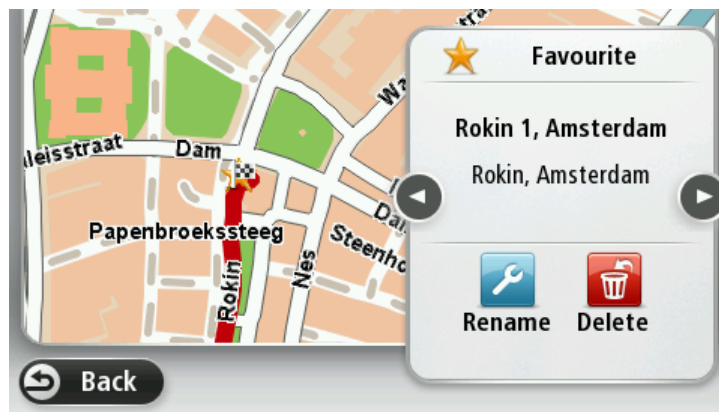 Favourite
Rokin 1, Amsterdam
Rokin, Amsterdam
Rename
Delete
Dam
Papenbroekssteeg
Rokin
Nes
Back